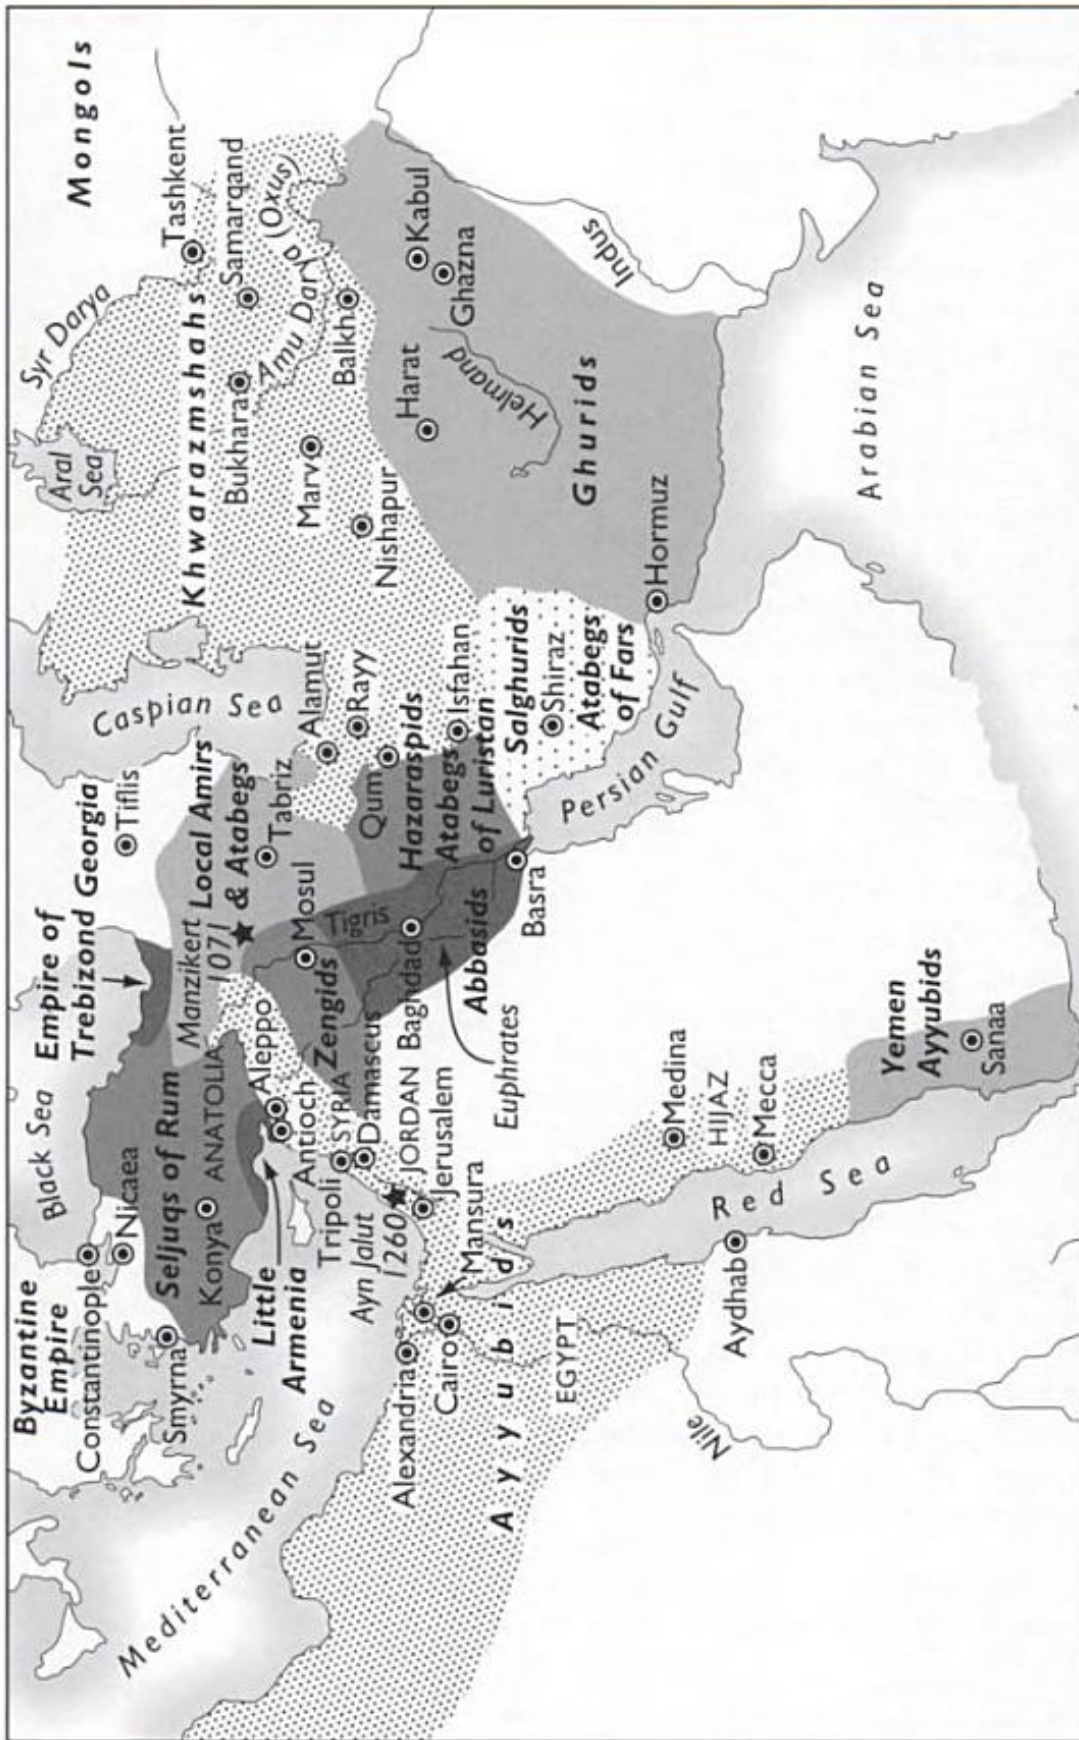 Mongols
Syr Darya
Tashkent
Aral
Sea
Khwarazmshahs
Samarqand
(Oxus)
Amu Darya
Bukhara
Marv
Balkh
Nishapur
Harat
Kabul
Ghazna
Helmand
Indus
Ghurids
Hormuz
Arabian Sea
Caspian Sea
Alamut
Rayy
Qum
Isfahan
Hazaraspids
Atabegs
of Luristan
Salghurids
Shiraz
Atabegs
of Fars
Persian Gulf
Georgia
Tiflis
Local Amirs
& Atabegs
Tabriz
Empire of
Trebizond
Manzikert
1071
Mosul
Tigris
Zengids
Baghdad
Abbasids
Basra
Euphrates
Black Sea
Byzantine
Empire
Constantinople
Nicaea
Smyrna
Seljuqs of Rum
Konya
ANATOLIA
Little
Armenia
Aleppo
Antioch
Tripoli
SYRIA
Damascus
Ayn Jalut
1260
JORDAN
Jerusalem
Mansura
Mediterranean Sea
Alexandria
Cairo
Ayyubids
EGYPT
Nile
Aydhab
Red Sea
Medina
HIJAZ
Mecca
Yemen
Ayyubids
Sanaa